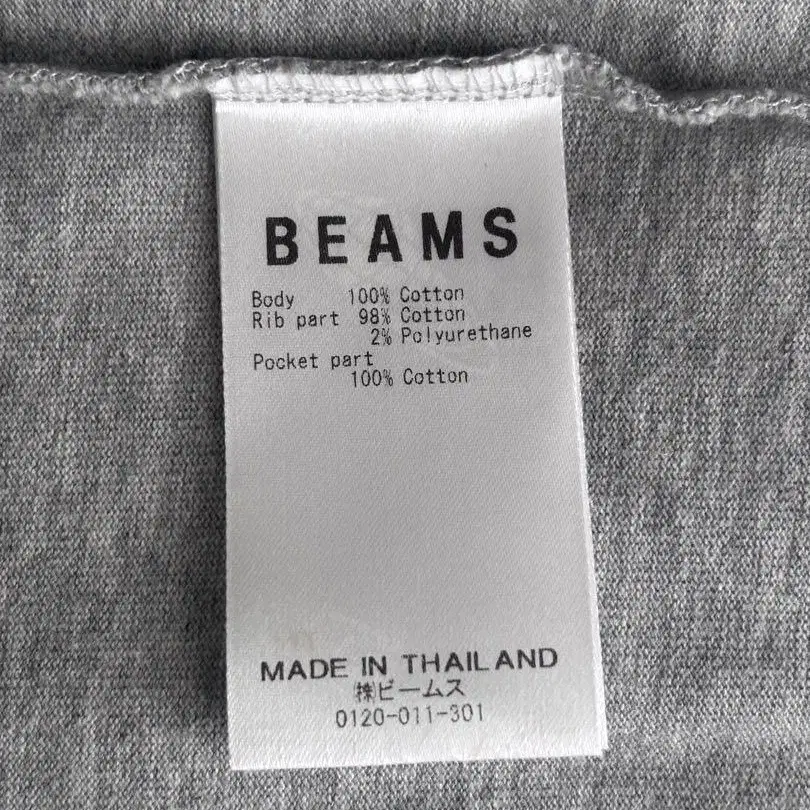 BEAMS
Body 100% Cotton
Rib part 98% Cotton
2% Polyurethane
Pocket part
100% Cotton
MADE IN THAILAND
㈱ビームス
0120-011-301